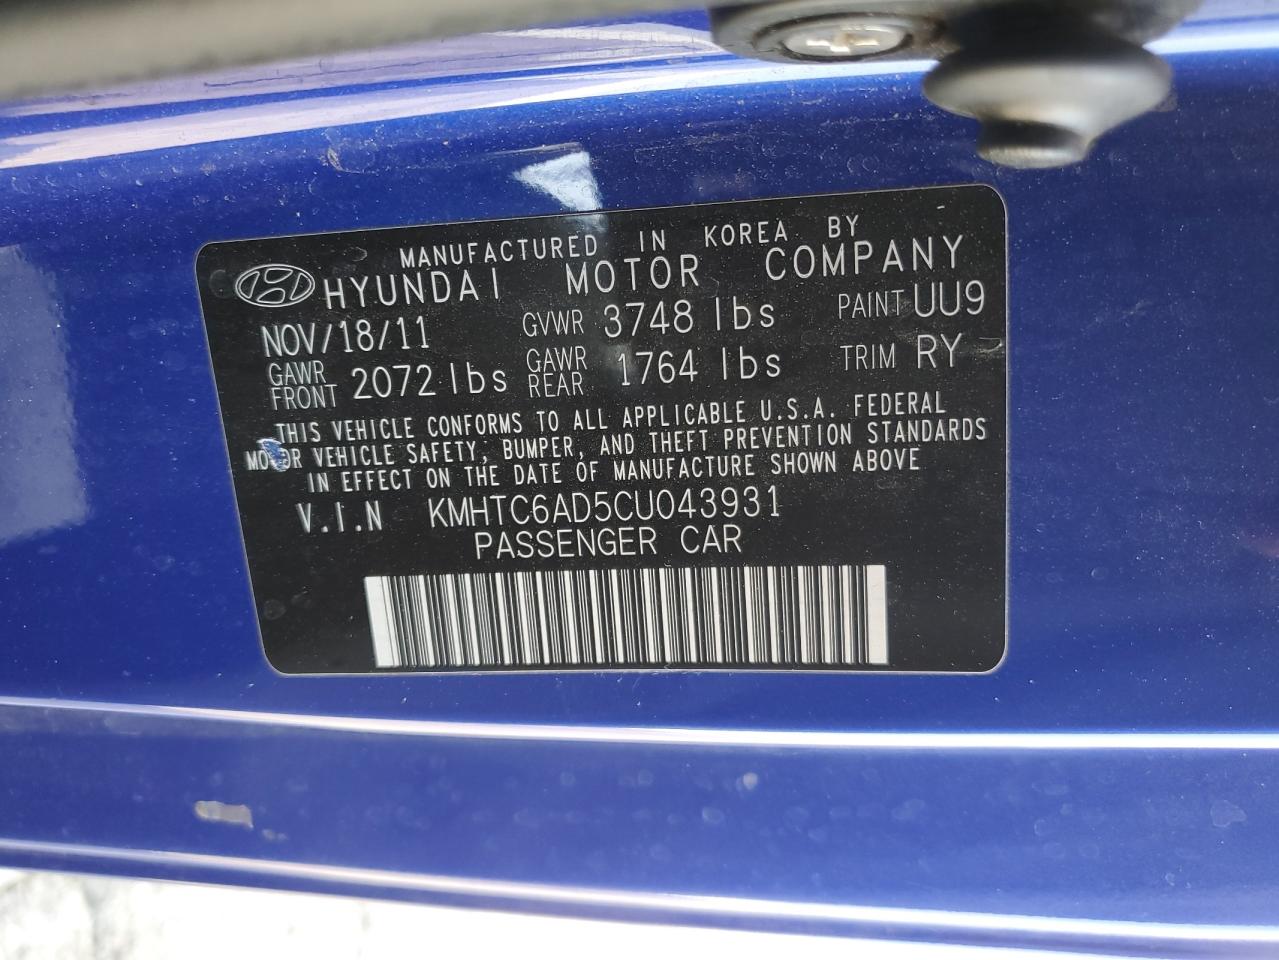 MANUFACTURED IN KOREA BY
HYUNDAI MOTOR COMPANY
NOV/18/11 GVWR 3748 lbs PAINT UU9
GAWR FRONT 2072 lbs GAWR REAR 1764 lbs TRIM RY
THIS VEHICLE CONFORMS TO ALL APPLICABLE U.S.A. FEDERAL
MOTOR VEHICLE SAFETY, BUMPER, AND THEFT PREVENTION STANDARDS
IN EFFECT ON THE DATE OF MANUFACTURE SHOWN ABOVE
V.I.N KMHTC6AD5CU043931
PASSENGER CAR